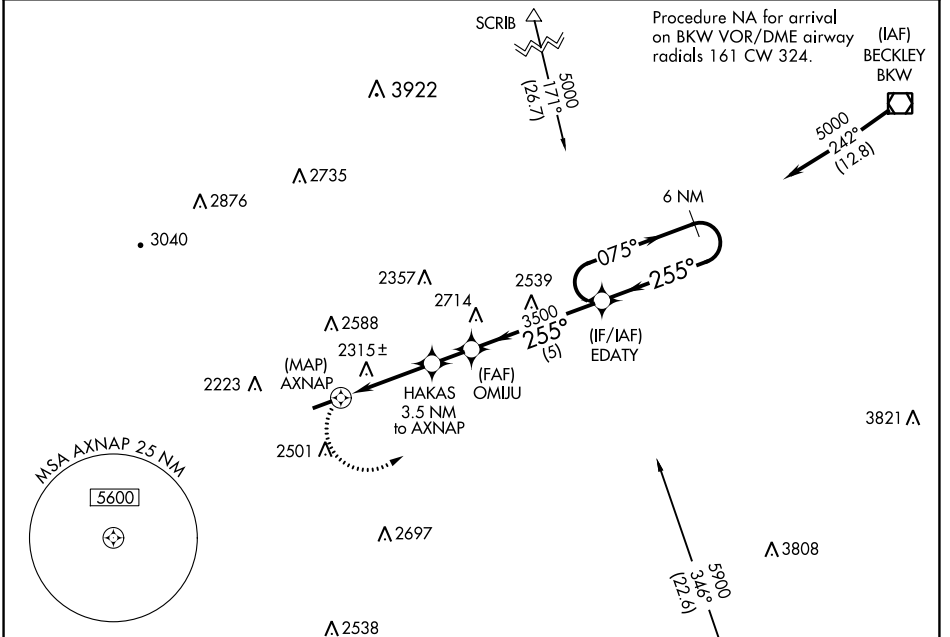 SCRIB
5000
171°
(26.7)
Procedure NA for arrival
on BKW VOR/DME airway
radials 161 CW 324.
(IAF)
BECKLEY
BKW
5000
242°
(12.8)
3922
2735
2876
3040
6 NM
075°
255°
2357
2714
2539
3500
255°
(5)
(IF/IAF)
EDATY
2588
2315±
(MAP)
AXNAP
2223
HAKAS
3.5 NM
to AXNAP
(FAF)
OMIJU
3821
2501
MSA AXNAP 25 NM
5600
2697
3808
5900
346°
(22.6)
2538